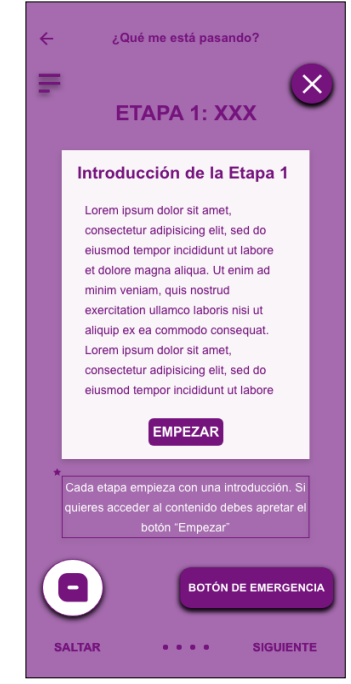 ¿Qué me está pasando?
ETAPA 1: XXX
Introducción de la Etapa 1
Lorem ipsum dolor sit amet,
consectetur adipisicing elit, sed do
eiusmod tempor incididunt ut labore
et dolore magna aliqua. Ut enim ad
minim veniam, quis nostrud
exercitation ullamco laboris nisi ut
aliquip ex ea commodo consequat.
Lorem ipsum dolor sit amet,
consectetur adipisicing elit, sed do
eiusmod tempor incididunt ut labore
EMPEZAR
Cada etapa empieza con una introducción. Si
quieres acceder al contenido debes apretar el
botón “Empezar”
BOTÓN DE EMERGENCIA
SALTAR
SIGUIENTE